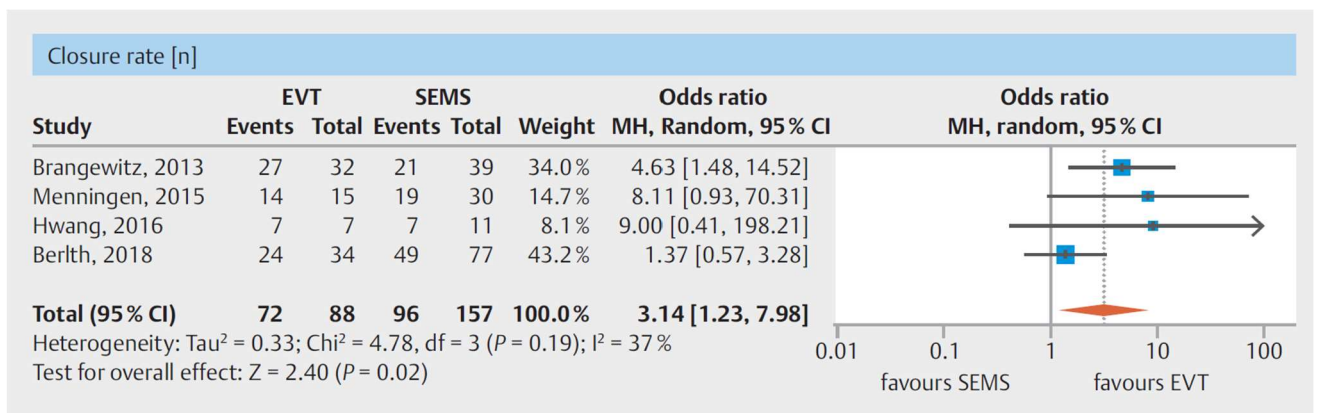 Closure rate [n]
EVT SEMS Odds ratio Odds ratio
Study Events Total Events Total Weight MH, Random, 95 % CI MH, random, 95 % CI
Brangewitz, 2013 27 32 21 39 34.0 % 4.63 [1.48, 14.52]
Menningen, 2015 14 15 19 30 14.7 % 8.11 [0.93, 70.31]
Hwang, 2016 7 7 7 11 8.1 % 9.00 [0.41, 198.21]
Berlth, 2018 24 34 49 77 43.2 % 1.37 [0.57, 3.28]
Total (95 % CI) 72 88 96 157 100.0 % 3.14 [1.23, 7.98]
Heterogeneity: Tau² = 0.33; Chi² = 4.78, df = 3 (P = 0.19); I² = 37 %
Test for overall effect: Z = 2.40 (P = 0.02)
0.01 0.1 1 10 100
favours SEMS favours EVT